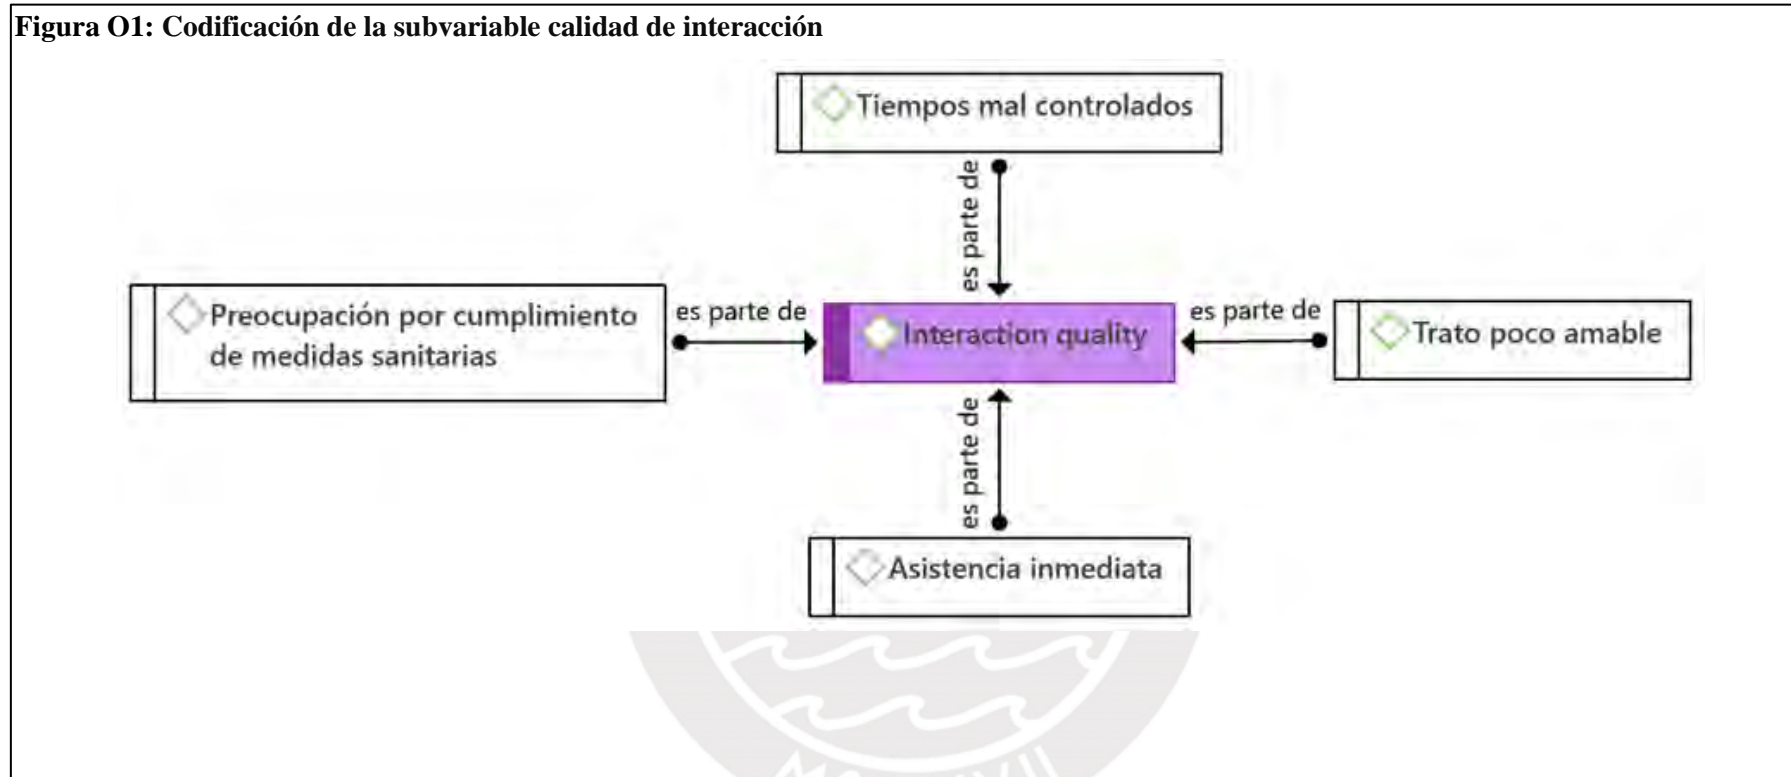 Figura O1: Codificación de la subvariable calidad de interacción
Tiempos mal controlados
es parte de
Preocupación por cumplimiento
de medidas sanitarias
es parte de
Interaction quality
es parte de
Trato poco amable
es parte de
Asistencia inmediata